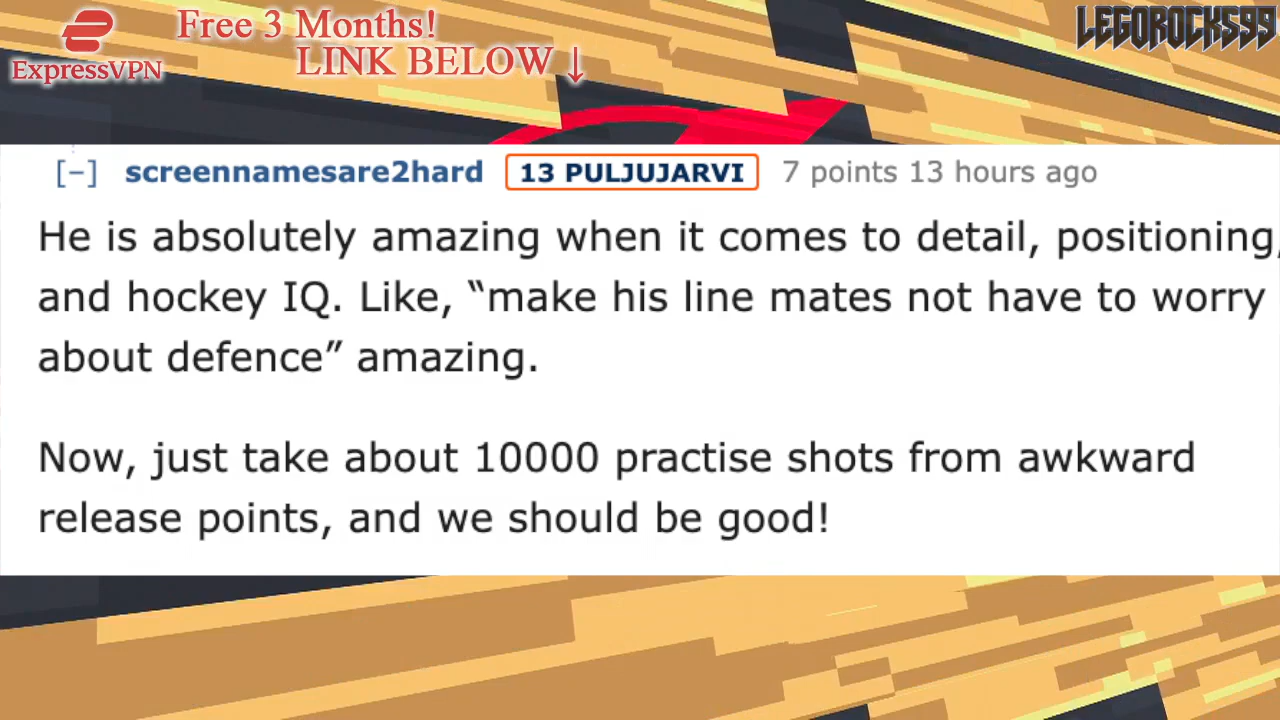 Free 3 Months!
LINK BELOW ↓
ExpressVPN
LEGOROCKS99
[−] screennamesare2hard 13 PULJUJARVI 7 points 13 hours ago
He is absolutely amazing when it comes to detail, positioning,
and hockey IQ. Like, “make his line mates not have to worry
about defence” amazing.
Now, just take about 10000 practise shots from awkward
release points, and we should be good!